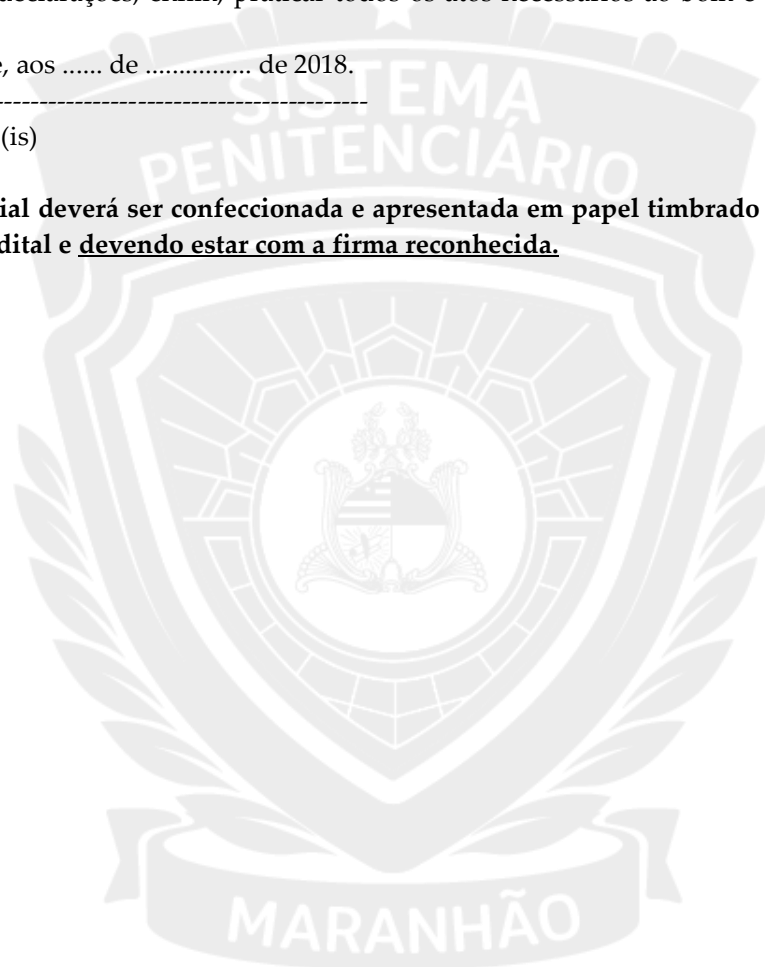 declarações, enfim, praticar todos os atos necessários ao bom e
e, aos ...... de ............... de 2018.
(is)
SISTEMA
PENITENCIÁRIO
ial deverá ser confeccionada e apresentada em papel timbrado
dital e devendo estar com a firma reconhecida.
MARANHÃO